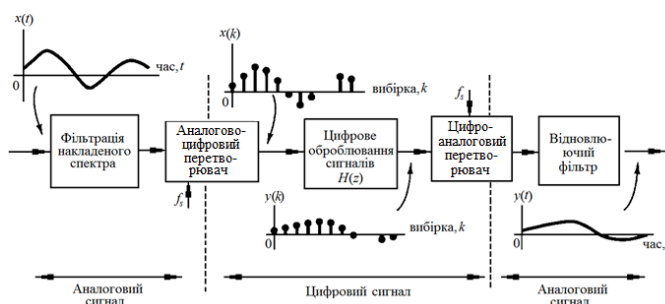 x(t)
0
час, t
x(k)
0
вибірка, k
Фільтрація
накладеного
спектра
Аналогово-
цифровий
перетво-
рювач
f_s
Цифрове
оброблювання
сигналів
H(z)
f_s
Цифро-
аналоговий
перетво-
рювач
Відновлю-
ючий
фільтр
y(k)
0
вибірка, k
y(t)
0
час,
Аналоговий
сигнал
Цифровий сигнал
Аналоговий
сигнал